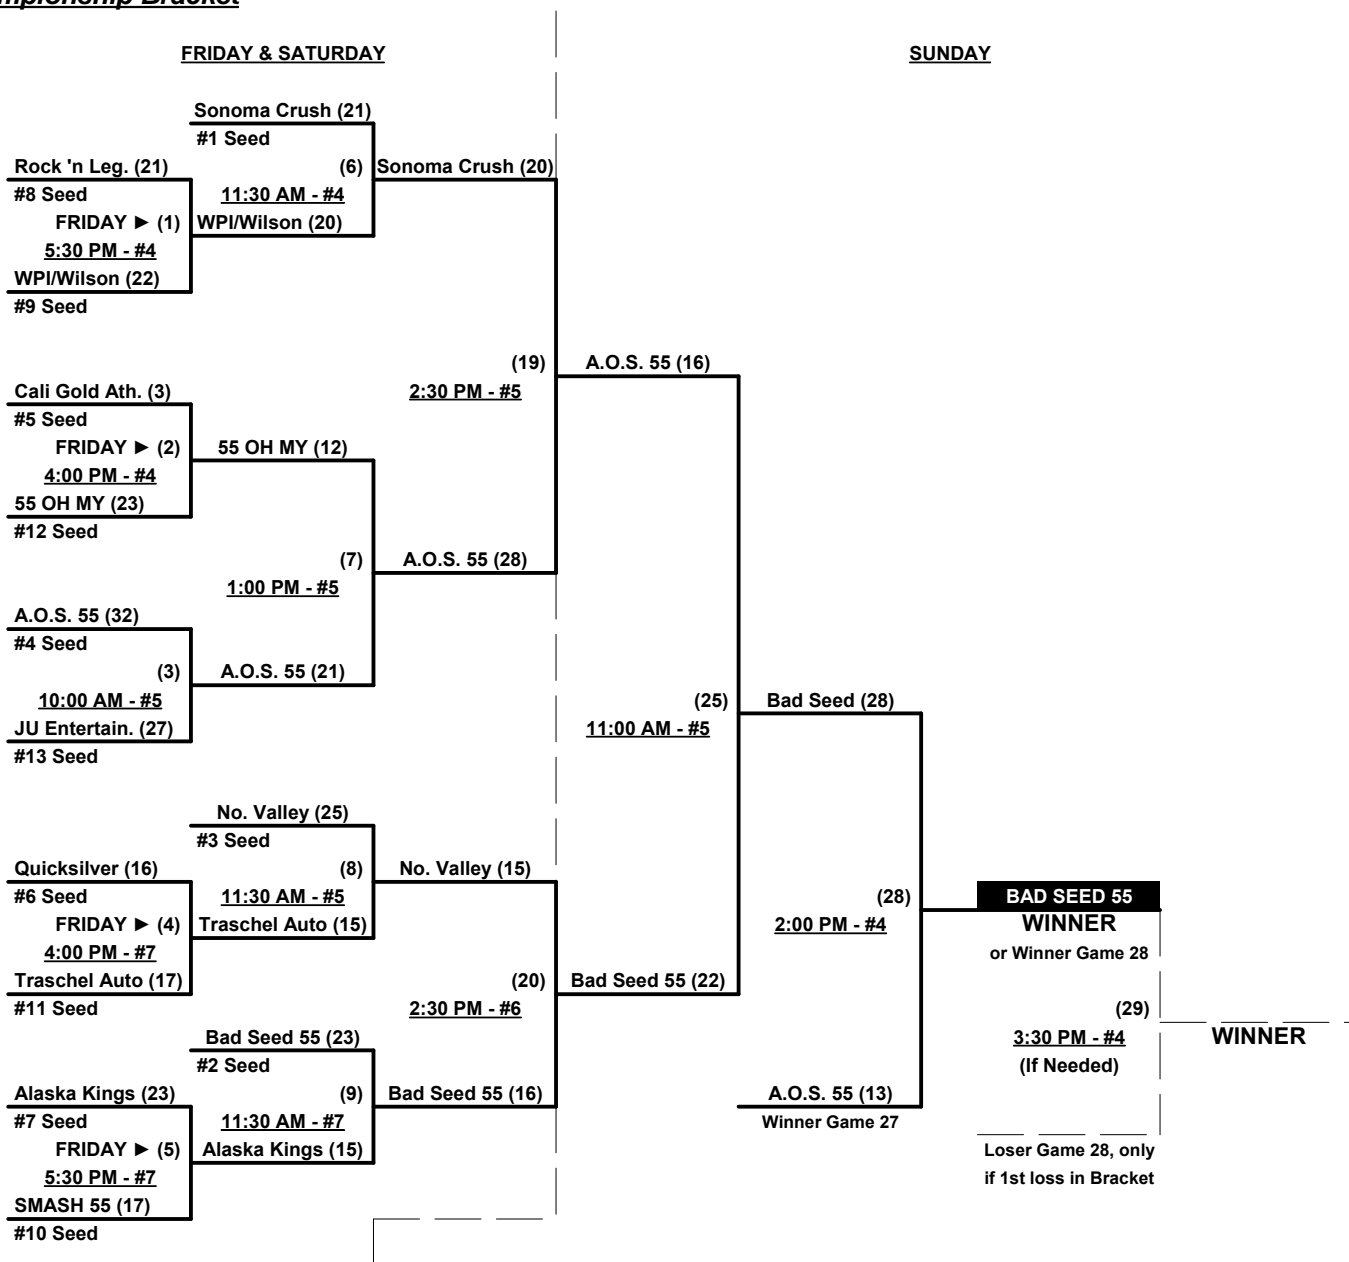 mpionship Bracket
FRIDAY & SATURDAY
SUNDAY
Sonoma Crush (21)
#1 Seed
Rock 'n Leg. (21)
(6)
Sonoma Crush (20)
#8 Seed
11:30 AM - #4
FRIDAY ► (1)
WPI/Wilson (20)
5:30 PM - #4
WPI/Wilson (22)
#9 Seed
(19)
A.O.S. 55 (16)
Cali Gold Ath. (3)
2:30 PM - #5
#5 Seed
FRIDAY ► (2)
55 OH MY (12)
4:00 PM - #4
55 OH MY (23)
#12 Seed
(7)
A.O.S. 55 (28)
1:00 PM - #5
A.O.S. 55 (32)
#4 Seed
(3)
A.O.S. 55 (21)
10:00 AM - #5
(25)
Bad Seed (28)
JU Entertain. (27)
11:00 AM - #5
#13 Seed
No. Valley (25)
#3 Seed
Quicksilver (16)
(8)
No. Valley (15)
#6 Seed
11:30 AM - #5
(28)
BAD SEED 55
FRIDAY ► (4)
Traschel Auto (15)
2:00 PM - #4
WINNER
4:00 PM - #7
or Winner Game 28
Traschel Auto (17)
(20)
Bad Seed 55 (22)
#11 Seed
2:30 PM - #6
(29)
Bad Seed 55 (23)
3:30 PM - #4
WINNER
#2 Seed
(If Needed)
Alaska Kings (23)
(9)
Bad Seed 55 (16)
A.O.S. 55 (13)
#7 Seed
11:30 AM - #7
Winner Game 27
FRIDAY ► (5)
Alaska Kings (15)
Loser Game 28, only
5:30 PM - #7
if 1st loss in Bracket
SMASH 55 (17)
#10 Seed